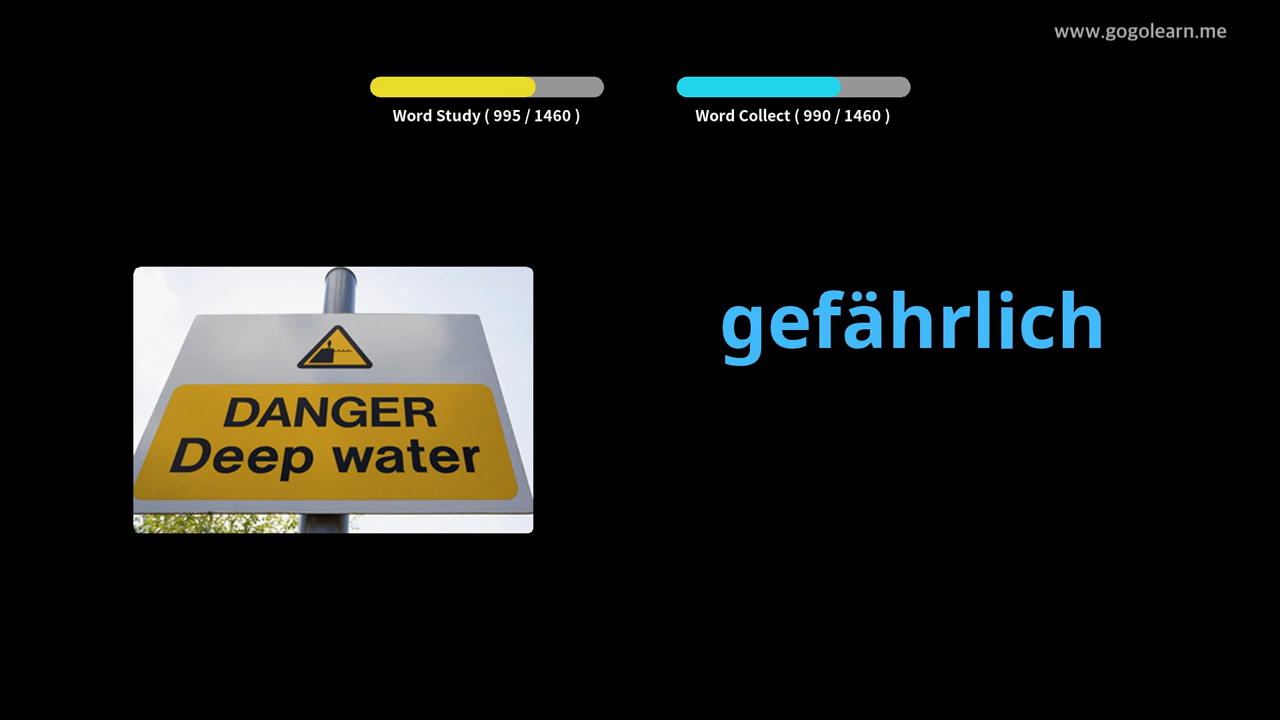 www.gogolearn.me
Word Study ( 995 / 1460 )
Word Collect ( 990 / 1460 )
DANGER
Deep water
gefährlich